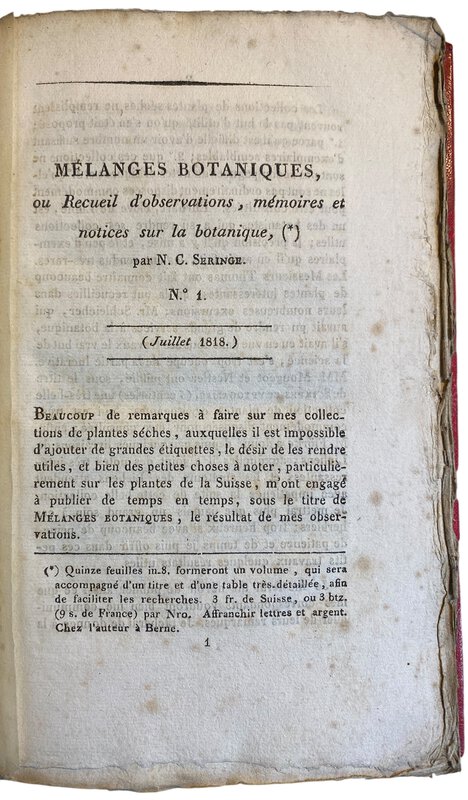 MÉLANGES BOTANIQUES,
ou Recueil d'observations, mémoires et
notices sur la botanique, (*)
par N. C. SERINGE.
N.º 1.
(Juillet 1818.)
BEAUCOUP de remarques à faire sur mes collec-
tions de plantes séches, auxquelles il est impossible
d'ajouter de grandes étiquettes, le désir de les rendre
utiles, et bien des petites choses à noter, particuliè-
rement sur les plantes de la Suisse, m'ont engagé
à publier de temps en temps, sous le titre de
MÉLANGES BOTANIQUES, le résultat de mes obser-
vations.
(*) Quinze feuilles in-8. formeront un volume, qui sera
accompagné d'un titre et d'une table très-détaillée, afin
de faciliter les recherches. 3 fr. de Suisse, ou 3 btz.
(9 s. de France) par Nro. Affranchir lettres et argent.
Chez l'auteur à Berne.
1